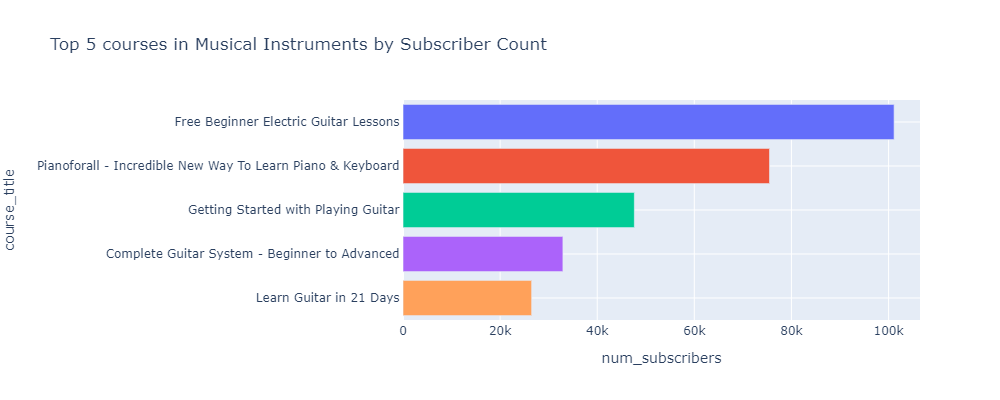 Top 5 courses in Musical Instruments by Subscriber Count
course_title
Free Beginner Electric Guitar Lessons
Pianoforall - Incredible New Way To Learn Piano & Keyboard
Getting Started with Playing Guitar
Complete Guitar System - Beginner to Advanced
Learn Guitar in 21 Days
0 20k 40k 60k 80k 100k
num_subscribers